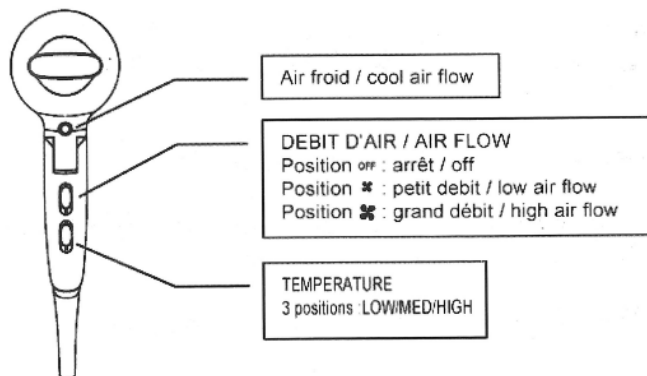 Air froid / cool air flow
DEBIT D'AIR / AIR FLOW
Position OFF : arrêt / off
Position : petit debit / low air flow
Position : grand débit / high air flow
TEMPERATURE
3 positions :LOW/MED/HIGH